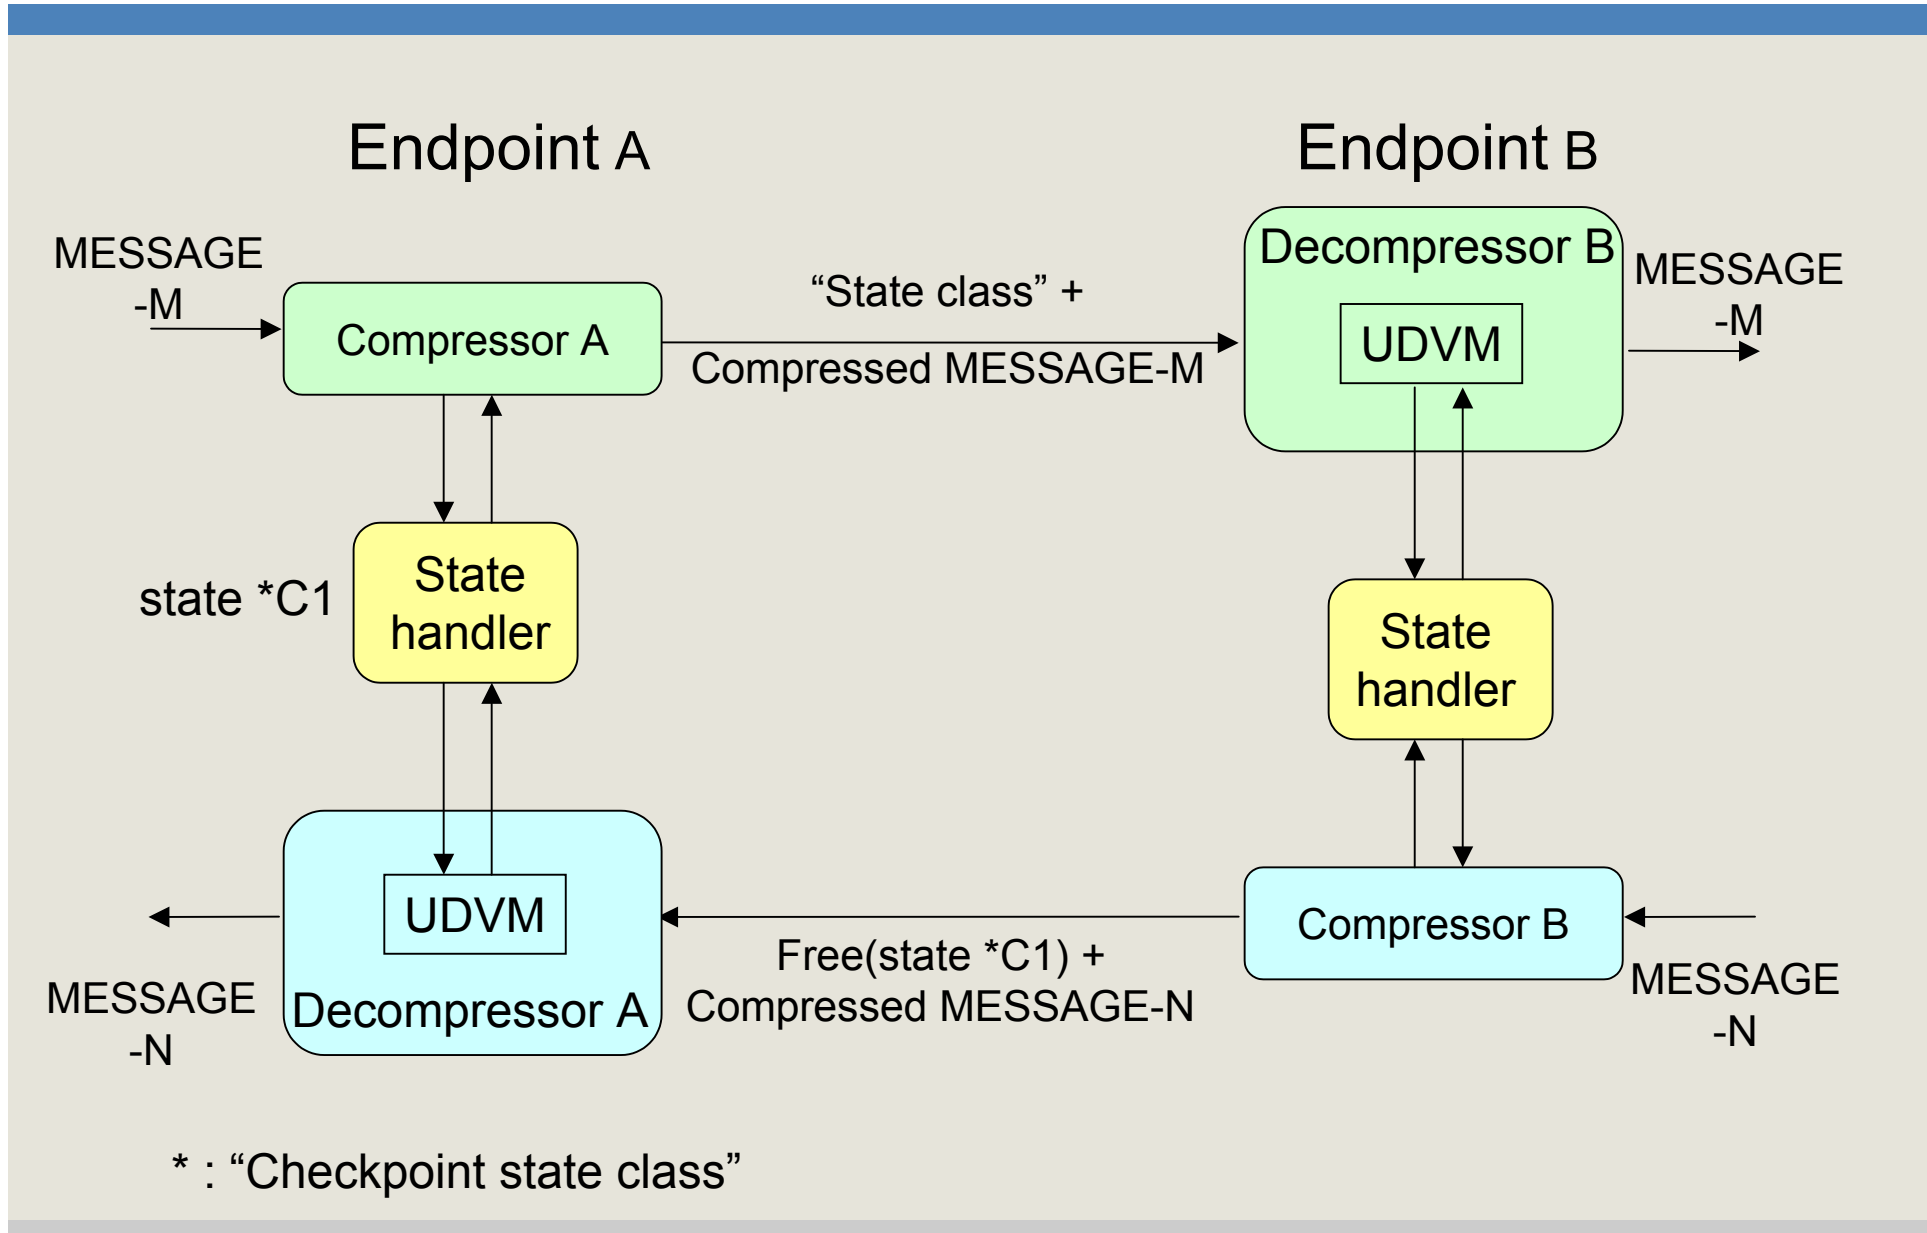 Endpoint A
Endpoint B
MESSAGE
-M
Compressor A
“State class” +
Compressed MESSAGE-M
Decompressor B
UDVM
MESSAGE
-M
state *C1
State
handler
State
handler
UDVM
Decompressor A
MESSAGE
-N
Free(state *C1) +
Compressed MESSAGE-N
Compressor B
MESSAGE
-N
* : “Checkpoint state class”